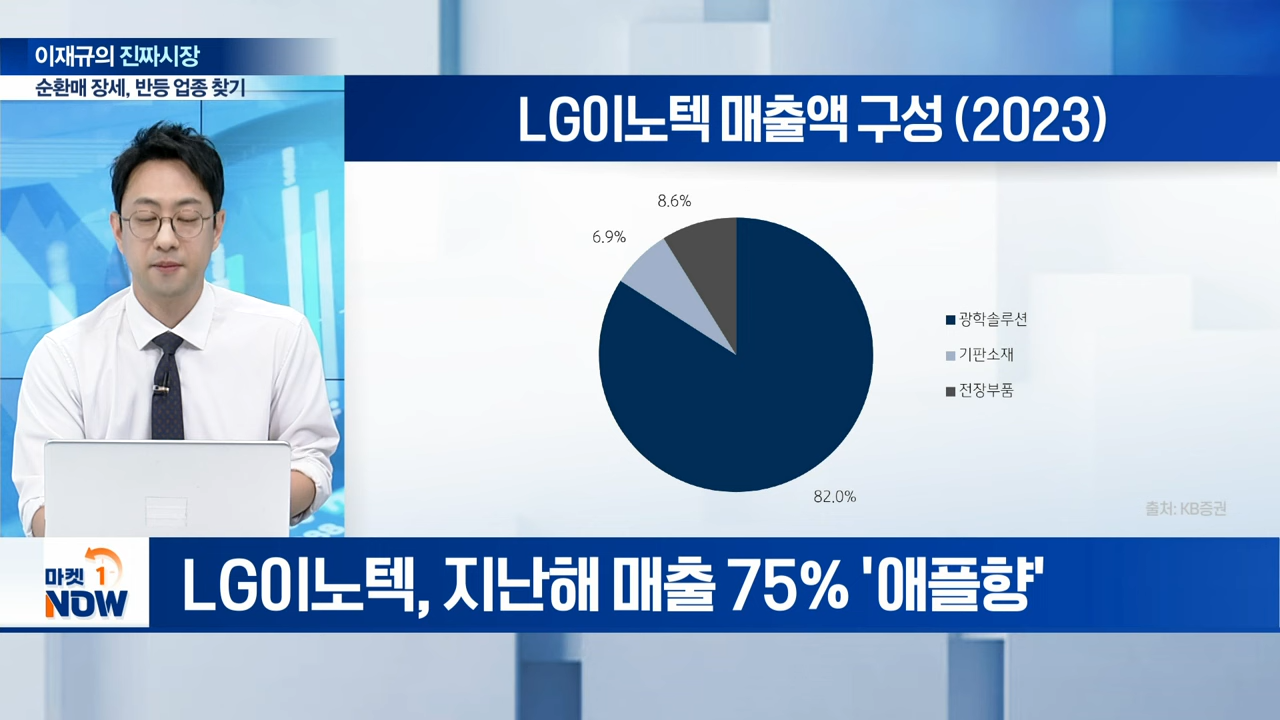 이재규의 진짜시장
순환매 장세, 반등 업종 찾기
LG이노텍 매출액 구성 (2023)
8.6%
6.9%
82.0%
광학솔루션
기판소재
전장부품
출처: KB증권
마켓 1
NOW
LG이노텍, 지난해 매출 75% '애플향'